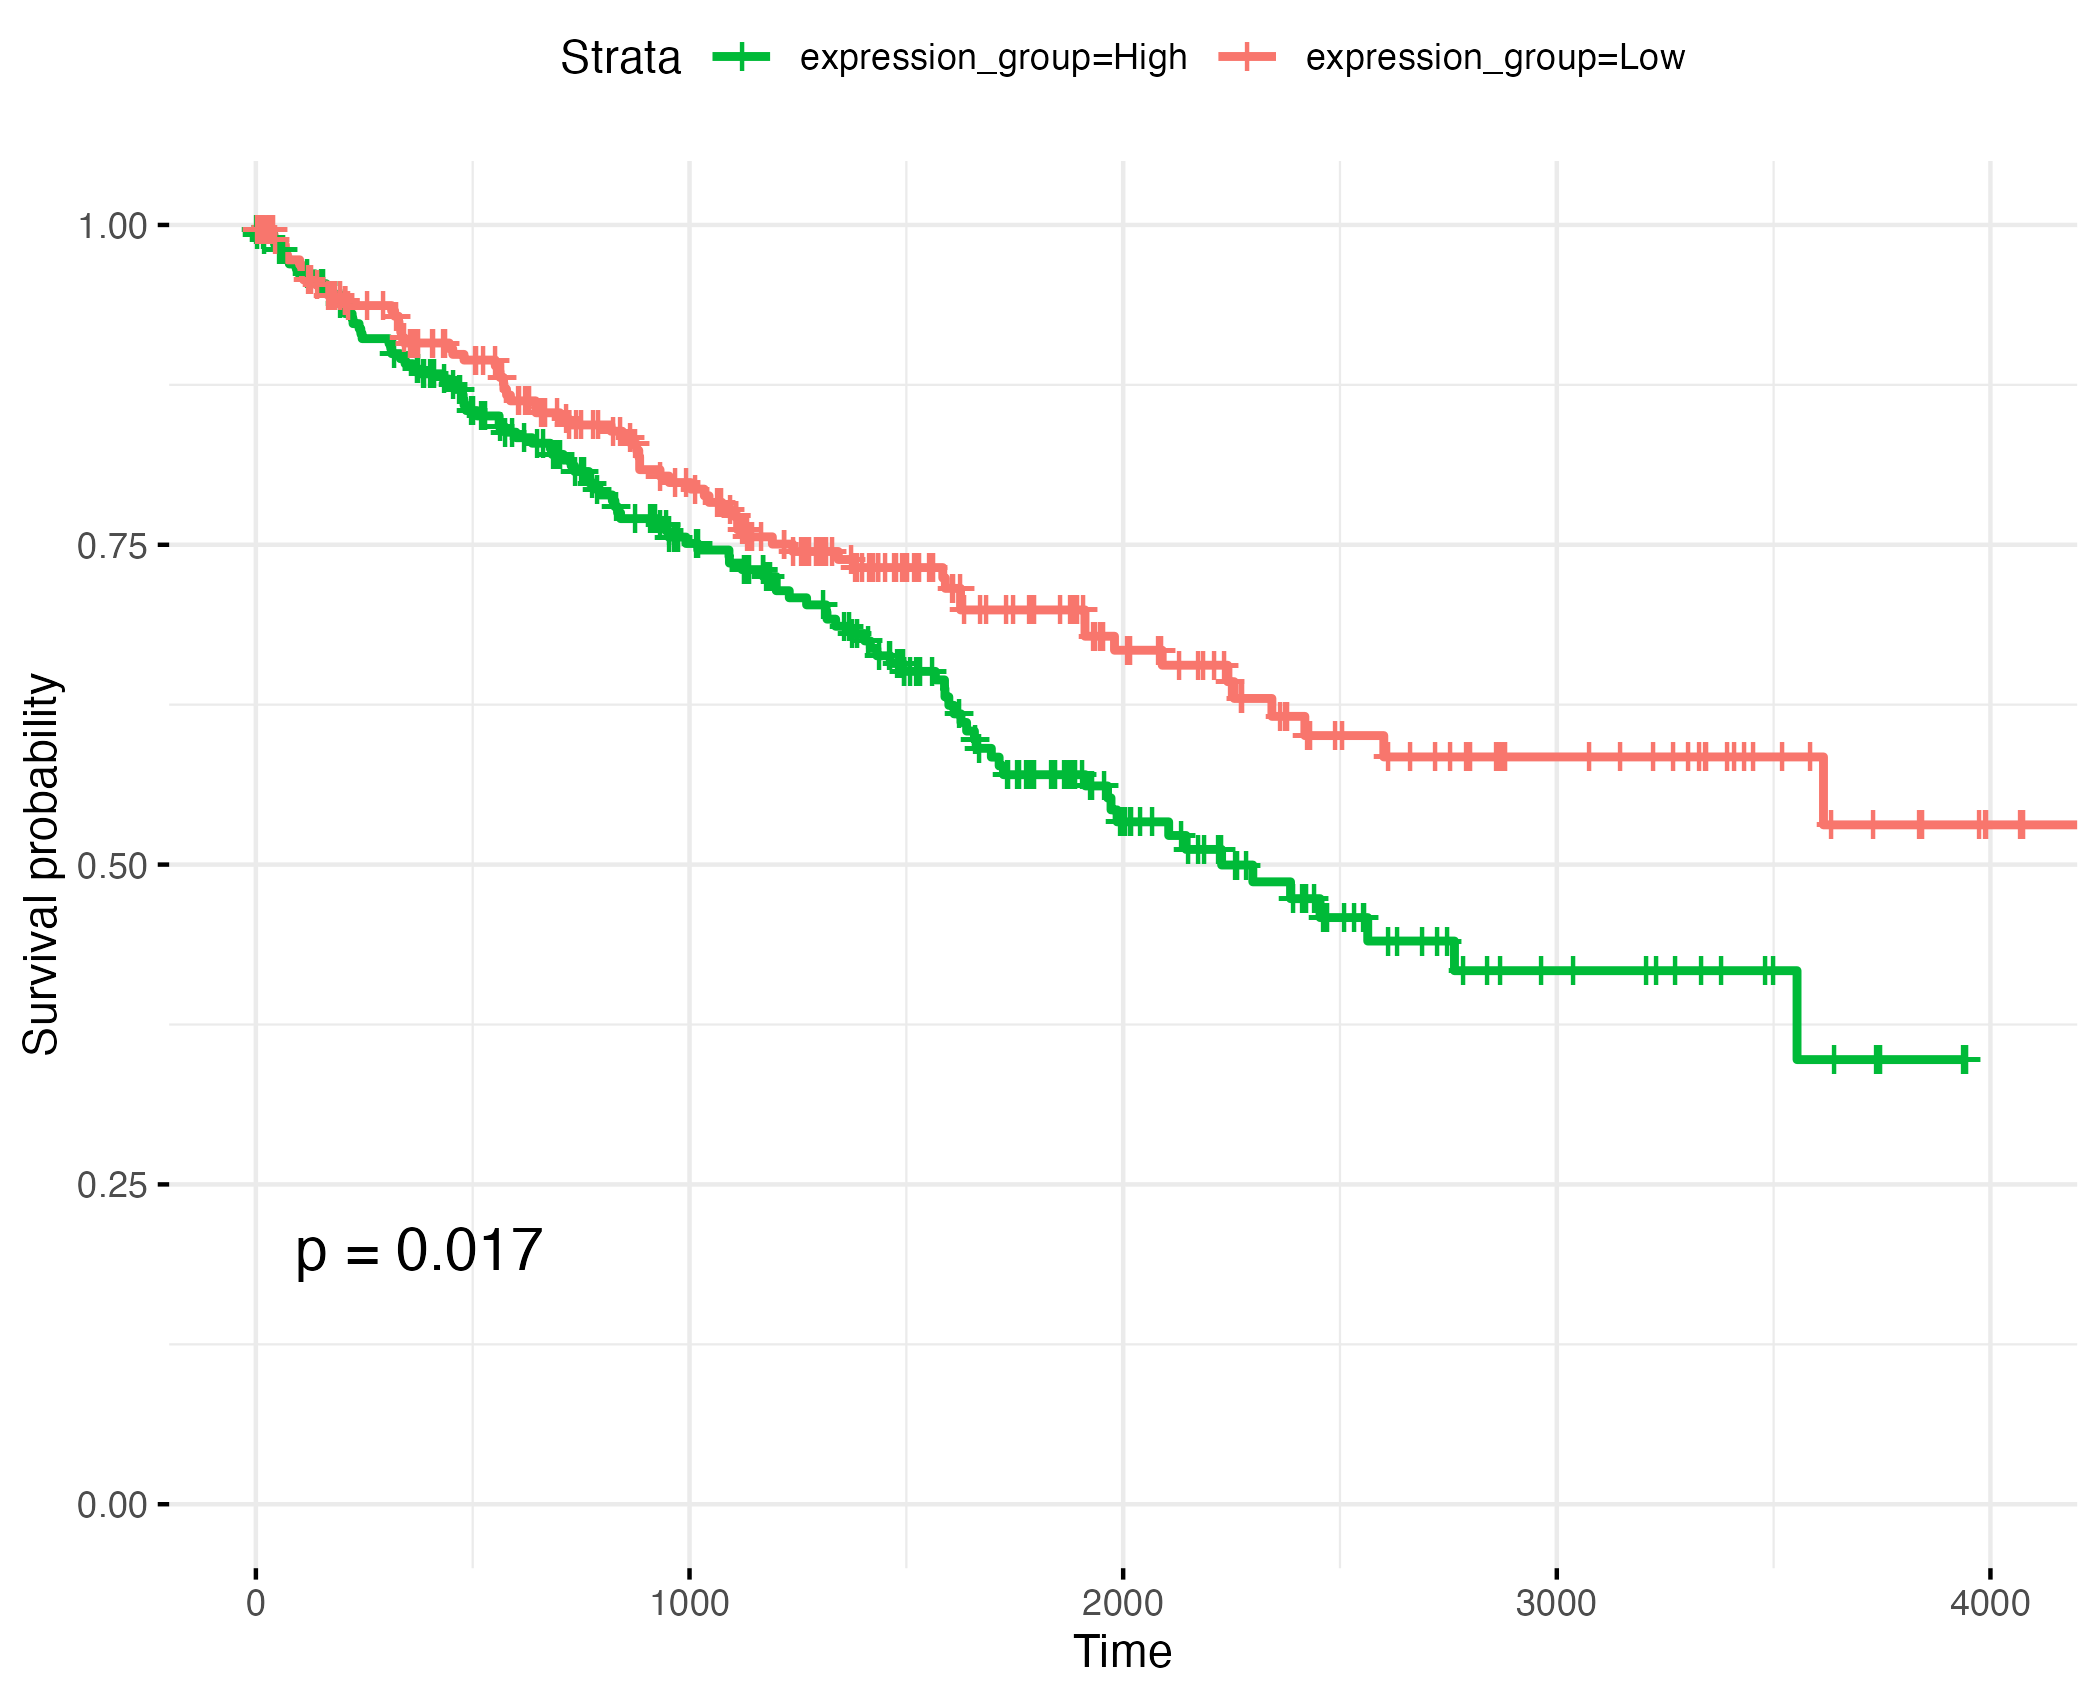 Strata expression_group=High expression_group=Low
Survival probability
1.00
0.75
0.50
0.25
0.00
p = 0.017
0 1000 2000 3000 4000
Time